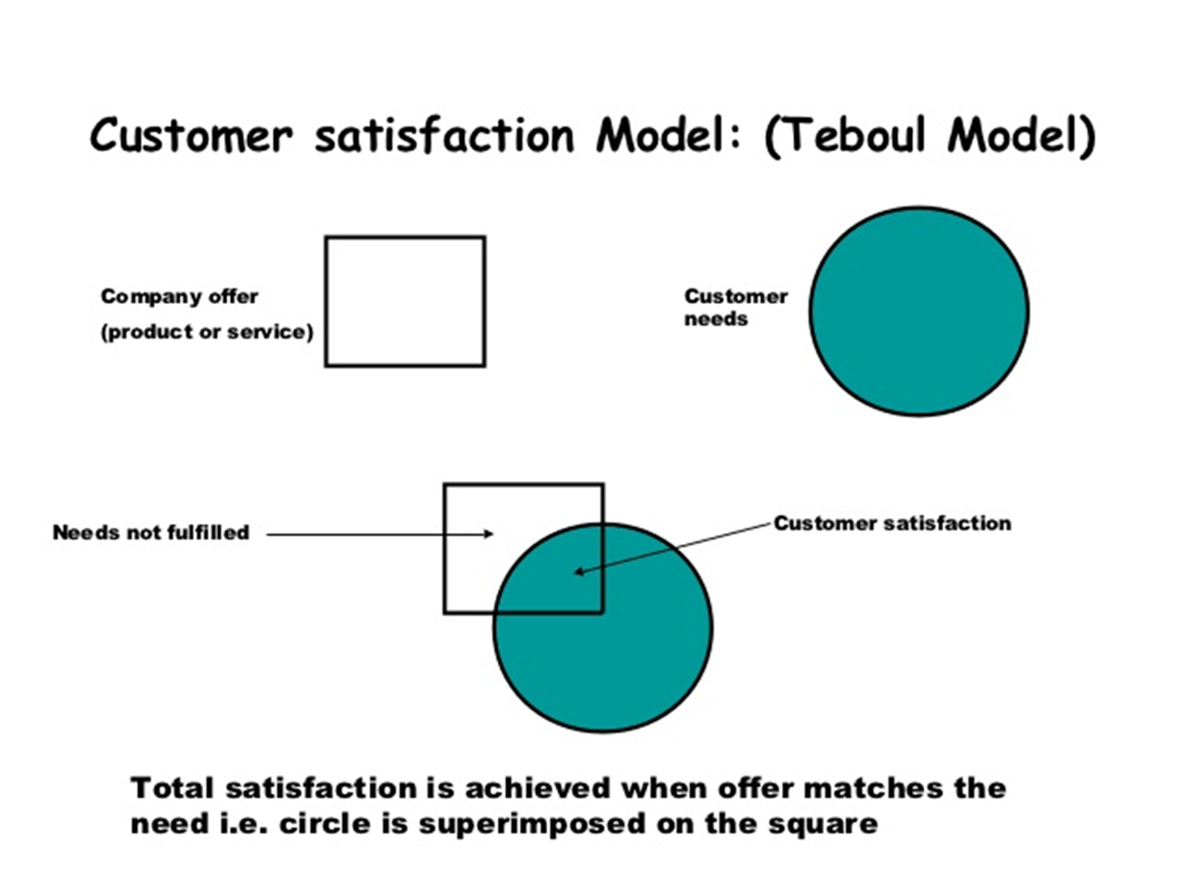 Customer satisfaction Model: (Teboul Model)
Company offer
(product or service)
Customer
needs
Needs not fulfilled
Customer satisfaction
Total satisfaction is achieved when offer matches the
need i.e. circle is superimposed on the square